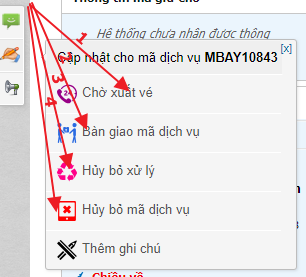 Thông tin mã giữ chỗ
Hệ thống chưa nhận được thông
[x]
Cập nhật cho mã dịch vụ MBAY10843
1
24
Chờ xuất vé
2
Bàn giao mã dịch vụ
3
Hủy bỏ xử lý
4
Hủy bỏ mã dịch vụ
Thêm ghi chú
Chiều về